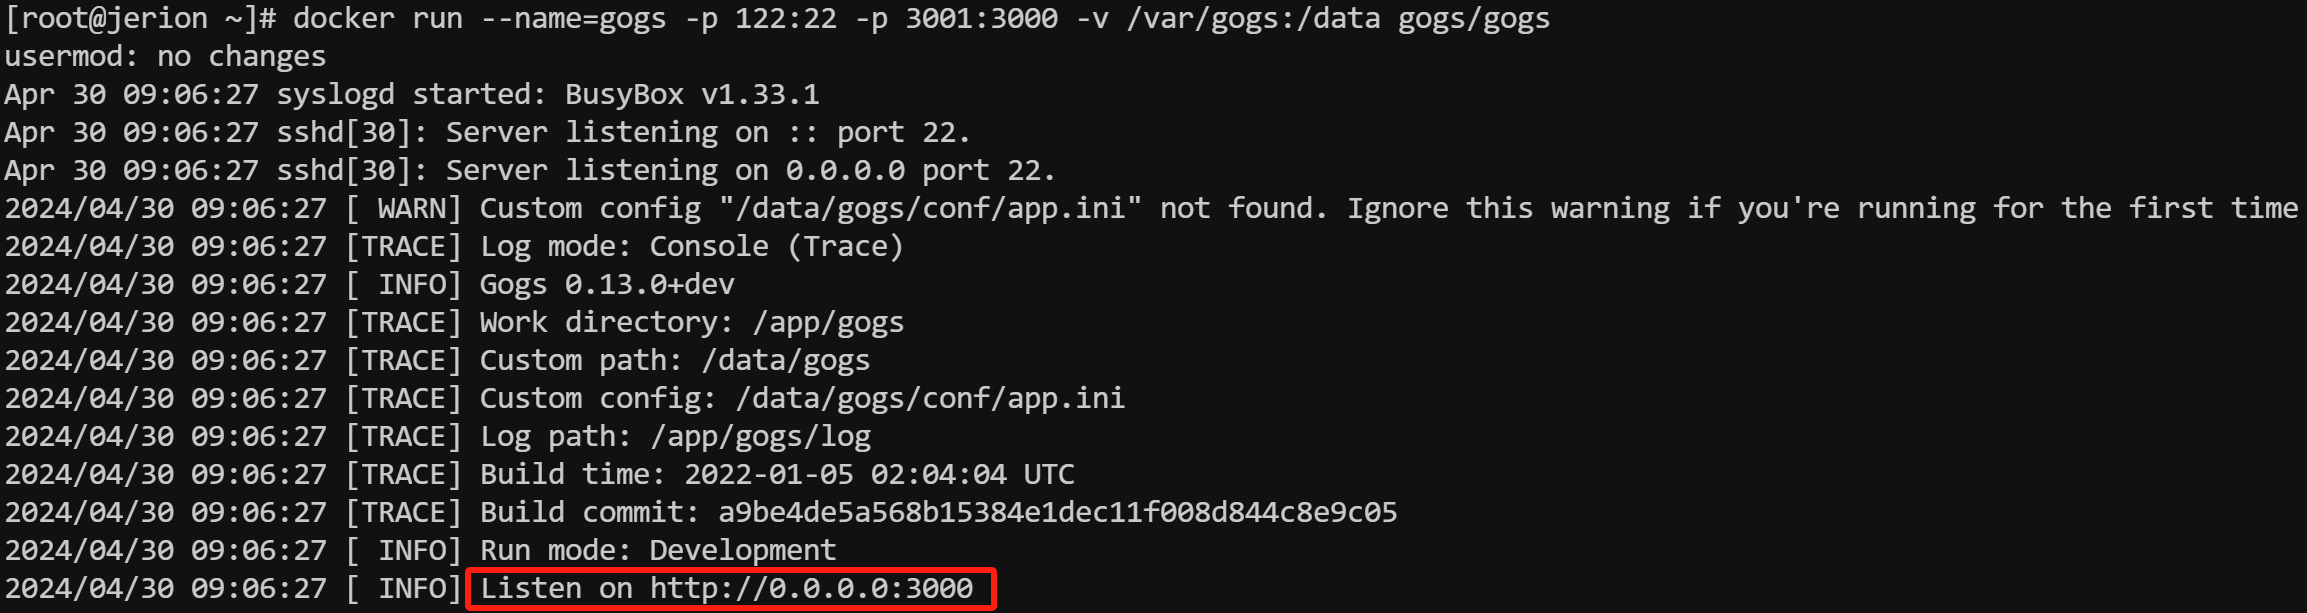 [root@jerion ~]# docker run --name=gogs -p 122:22 -p 3001:3000 -v /var/gogs:/data gogs/gogs
usermod: no changes
Apr 30 09:06:27 syslogd started: BusyBox v1.33.1
Apr 30 09:06:27 sshd[30]: Server listening on :: port 22.
Apr 30 09:06:27 sshd[30]: Server listening on 0.0.0.0 port 22.
2024/04/30 09:06:27 [ WARN] Custom config "/data/gogs/conf/app.ini" not found. Ignore this warning if you're running for the first time
2024/04/30 09:06:27 [TRACE] Log mode: Console (Trace)
2024/04/30 09:06:27 [ INFO] Gogs 0.13.0+dev
2024/04/30 09:06:27 [TRACE] Work directory: /app/gogs
2024/04/30 09:06:27 [TRACE] Custom path: /data/gogs
2024/04/30 09:06:27 [TRACE] Custom config: /data/gogs/conf/app.ini
2024/04/30 09:06:27 [TRACE] Log path: /app/gogs/log
2024/04/30 09:06:27 [TRACE] Build time: 2022-01-05 02:04:04 UTC
2024/04/30 09:06:27 [TRACE] Build commit: a9be4de5a568b15384e1dec11f008d844c8e9c05
2024/04/30 09:06:27 [ INFO] Run mode: Development
2024/04/30 09:06:27 [ INFO] Listen on http://0.0.0.0:3000